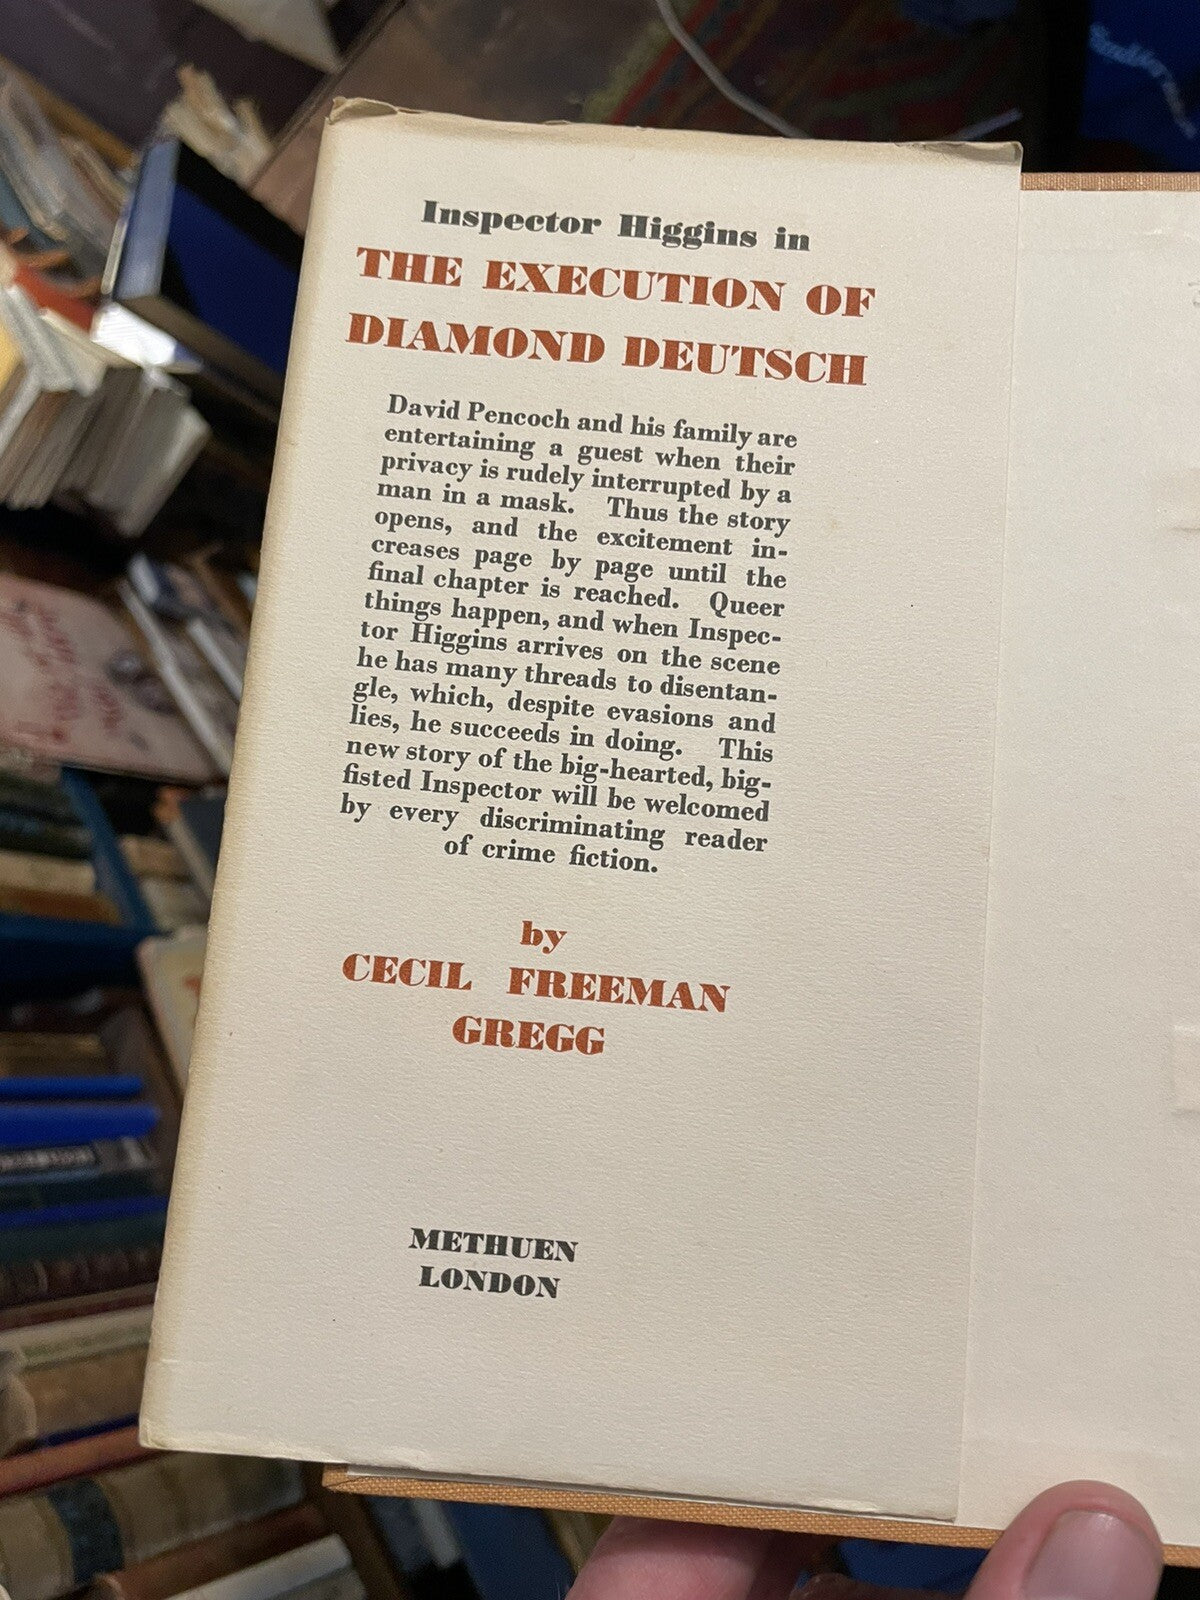 Inspector Higgins in
THE EXECUTION OF
DIAMOND DEUTSCH
David Pencoch and his family are
entertaining a guest when their
privacy is rudely interrupted by a
man in a mask. Thus the story
opens, and the excitement in-
creases page by page until the
final chapter is reached. Queer
things happen, and when Inspec-
tor Higgins arrives on the scene
he has many threads to disentan-
gle, which, despite evasions and
lies, he succeeds in doing. This
new story of the big-hearted, big-
fisted Inspector will be welcomed
by every discriminating reader
of crime fiction.
by
CECIL FREEMAN
GREGG
METHUEN
LONDON